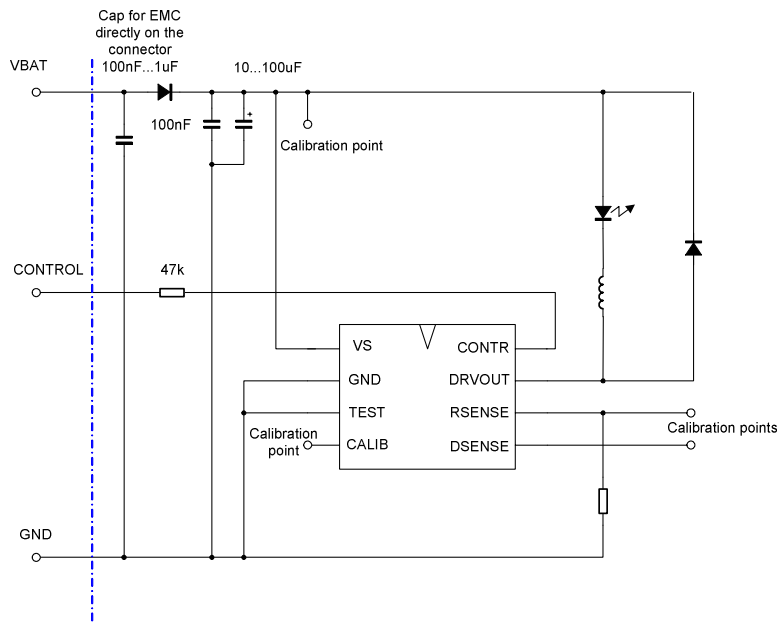 Cap for EMC
directly on the
connector
VBAT
100nF...1uF
10...100uF
+
100nF
Calibration point
CONTROL
47k
VS
CONTR
GND
DRVOUT
TEST
RSENSE
Calibration
point
CALIB
DSENSE
Calibration points
GND